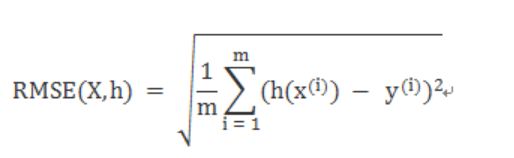 RMSE(X,h) = √(1/m ∑_{i = 1}^{m} (h(x⁽ⁱ⁾) − y⁽ⁱ⁾)²)↵